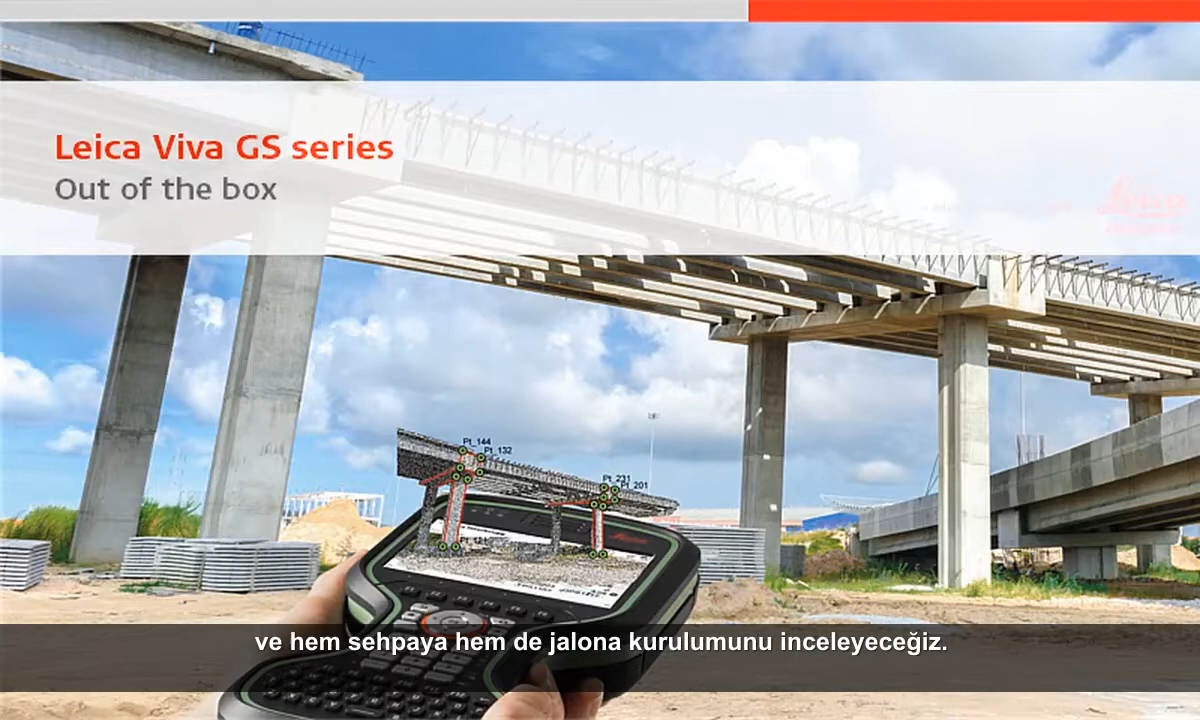 Leica Viva GS series
Out of the box
Leica
Pt_144
Pt_132
Pt_231
Pt_201
ve hem sehpaya hem de jalona kurulumunu inceleyeceğiz.